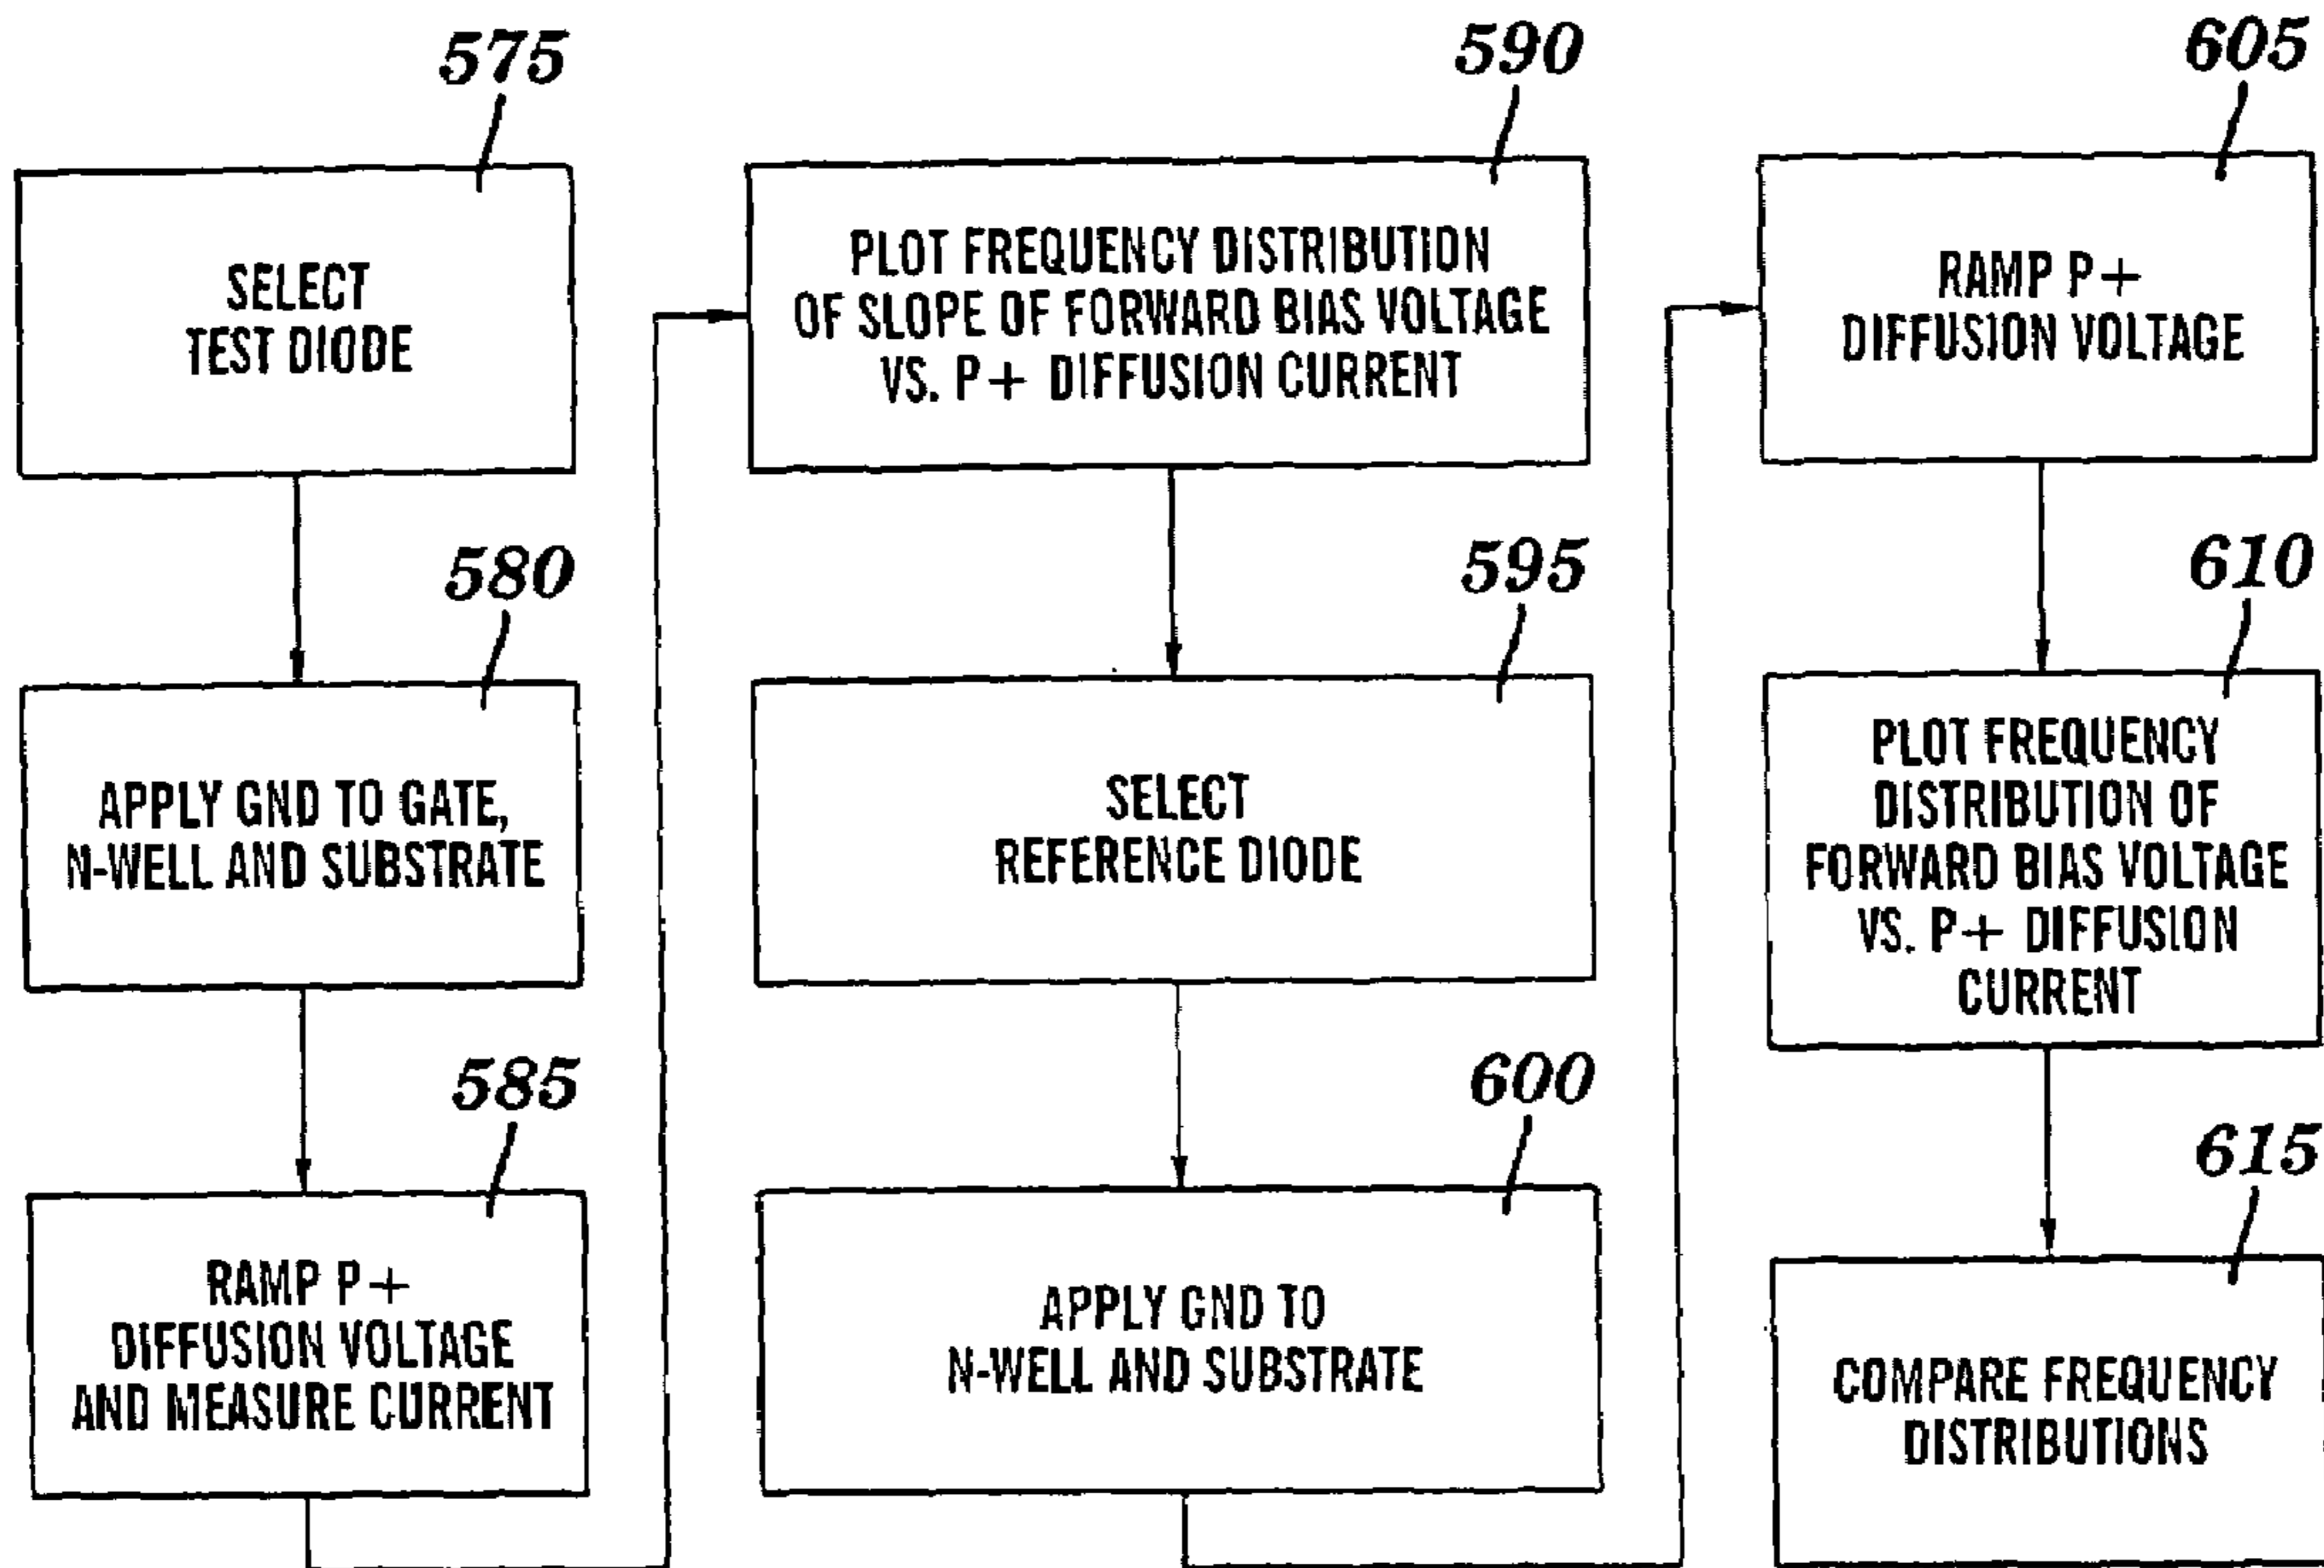 575
SELECT
TEST DIODE
580
APPLY GND TO GATE,
N-WELL AND SUBSTRATE
585
RAMP P+
DIFFUSION VOLTAGE
AND MEASURE CURRENT
590
PLOT FREQUENCY DISTRIBUTION
OF SLOPE OF FORWARD BIAS VOLTAGE
VS. P+ DIFFUSION CURRENT
595
SELECT
REFERENCE DIODE
600
APPLY GND TO
N-WELL AND SUBSTRATE
605
RAMP P+
DIFFUSION VOLTAGE
610
PLOT FREQUENCY
DISTRIBUTION OF
FORWARD BIAS VOLTAGE
VS. P+ DIFFUSION
CURRENT
615
COMPARE FREQUENCY
DISTRIBUTIONS